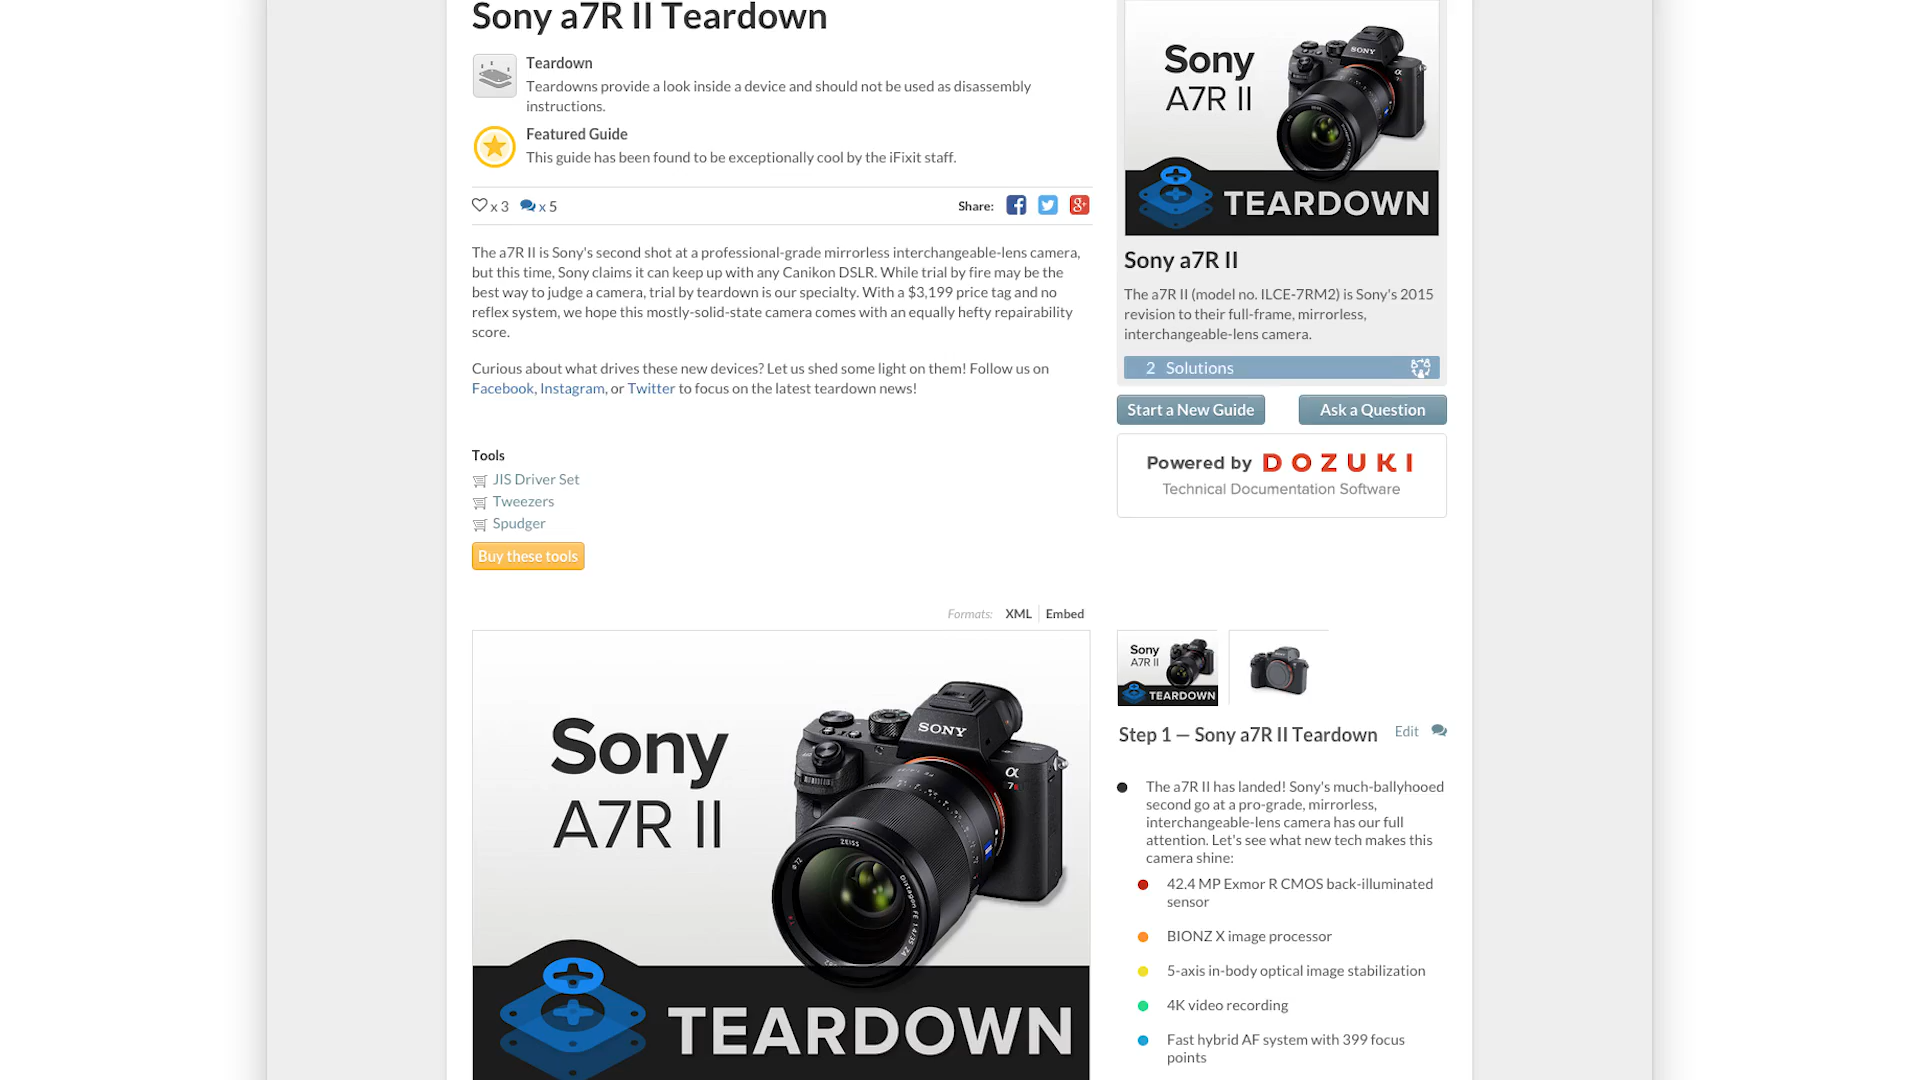 Sony a7R II Teardown
Teardown
Teardowns provide a look inside a device and should not be used as disassembly
instructions.
Featured Guide
This guide has been found to be exceptionally cool by the iFixit staff.
x 3 x 5
Share:
The a7R II is Sony's second shot at a professional-grade mirrorless interchangeable-lens camera,
but this time, Sony claims it can keep up with any Canikon DSLR. While trial by fire may be the
best way to judge a camera, trial by teardown is our specialty. With a $3,199 price tag and no
reflex system, we hope this mostly-solid-state camera comes with an equally hefty repairability
score.
Curious about what drives these new devices? Let us shed some light on them! Follow us on
Facebook, Instagram, or Twitter to focus on the latest teardown news!
Tools
JIS Driver Set
Tweezers
Spudger
Buy these tools
Sony
A7R II
SONY
TEARDOWN
Sony a7R II
The a7R II (model no. ILCE-7RM2) is Sony's 2015
revision to their full-frame, mirrorless,
interchangeable-lens camera.
2 Solutions
Start a New Guide
Ask a Question
Powered by DOZUKI
Technical Documentation Software
Formats: XML Embed
Sony
A7R II
SONY
α
7R
ZEISS
Distagon FE 1.4/35 ZA
TEARDOWN
Sony
A7R II
TEARDOWN
Step 1 — Sony a7R II Teardown
Edit
The a7R II has landed! Sony's much-ballyhooed
second go at a pro-grade, mirrorless,
interchangeable-lens camera has our full
attention. Let's see what new tech makes this
camera shine:
42.4 MP Exmor R CMOS back-illuminated
sensor
BIONZ X image processor
5-axis in-body optical image stabilization
4K video recording
Fast hybrid AF system with 399 focus
points